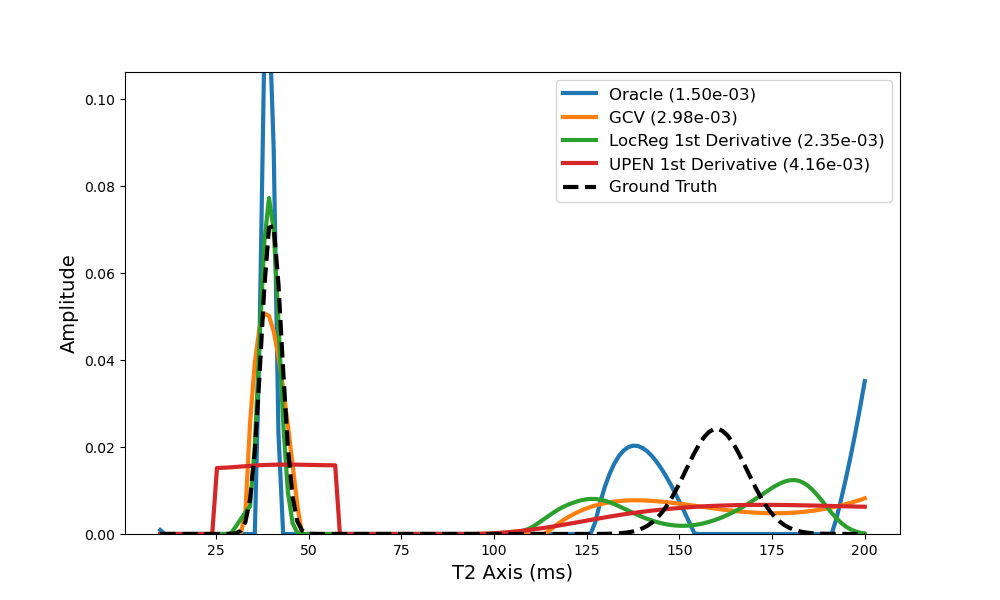 Oracle (1.50e-03)
GCV (2.98e-03)
LocReg 1st Derivative (2.35e-03)
UPEN 1st Derivative (4.16e-03)
Ground Truth
0.10
0.08
0.06
0.04
0.02
0.00
Amplitude
25 50 75 100 125 150 175 200
T2 Axis (ms)